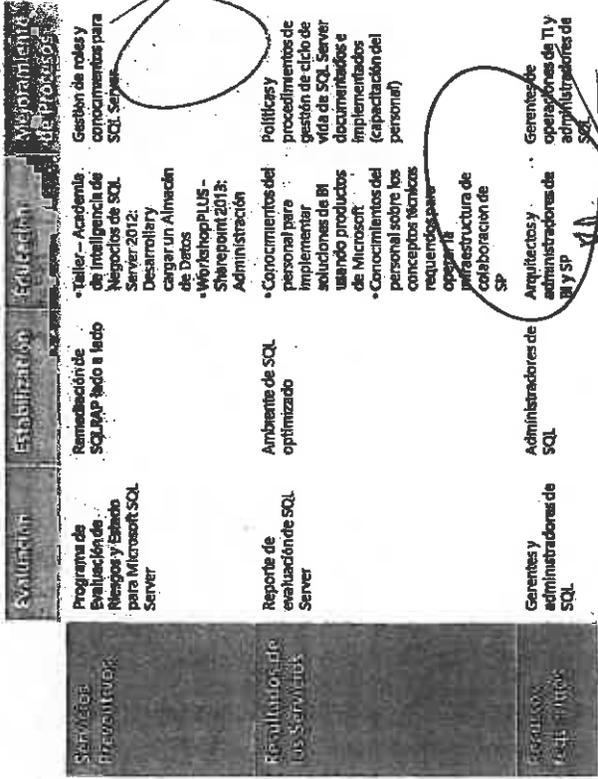 Evaluación
Estabilización
Educación
Mejoramiento
de Procesos
Servicios
Preventivos
Programa de
Evaluación de
Riesgos y Estado
para Microsoft SQL
Server
Remediación de
SQLRAP lado a lado
•Taller – Academia
de Inteligencia de
Negocios de SQL
Server 2012:
Desarrollar y
cargar un Almacén
de Datos
•WorkshopPLUS –
Sharepoint 2013:
Administración
Gestión de roles y
conocimientos para
SQL Server
Resultados de
los Servicios
Reporte de
evaluación de SQL
Server
Ambiente de SQL
optimizado
•Conocimientos del
personal para
implementar
soluciones de BI
usando productos
de Microsoft
•Conocimientos del
personal sobre los
conceptos técnicos
requeridos para
operar la
infraestructura de
colaboración de
SP
Políticas y
procedimientos de
gestión de ciclo de
vida de SQL Server
documentados e
implementados
(capacitación del
personal)
Gerentes y
administradores de
SQL
Administradores de
SQL
Arquitectos y
administradores de
BI y SP
Gerentes de
operaciones de TI y
administradores de
SQL